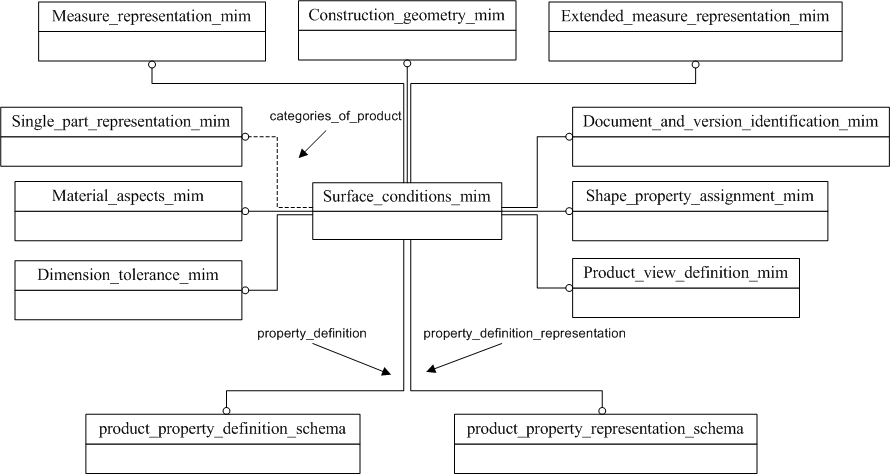 Measure_representation_mim
Construction_geometry_mim
Extended_measure_representation_mim
Single_part_representation_mim
categories_of_product
Document_and_version_identification_mim
Material_aspects_mim
Surface_conditions_mim
Shape_property_assignment_mim
Dimension_tolerance_mim
Product_view_definition_mim
property_definition
property_definition_representation
product_property_definition_schema
product_property_representation_schema